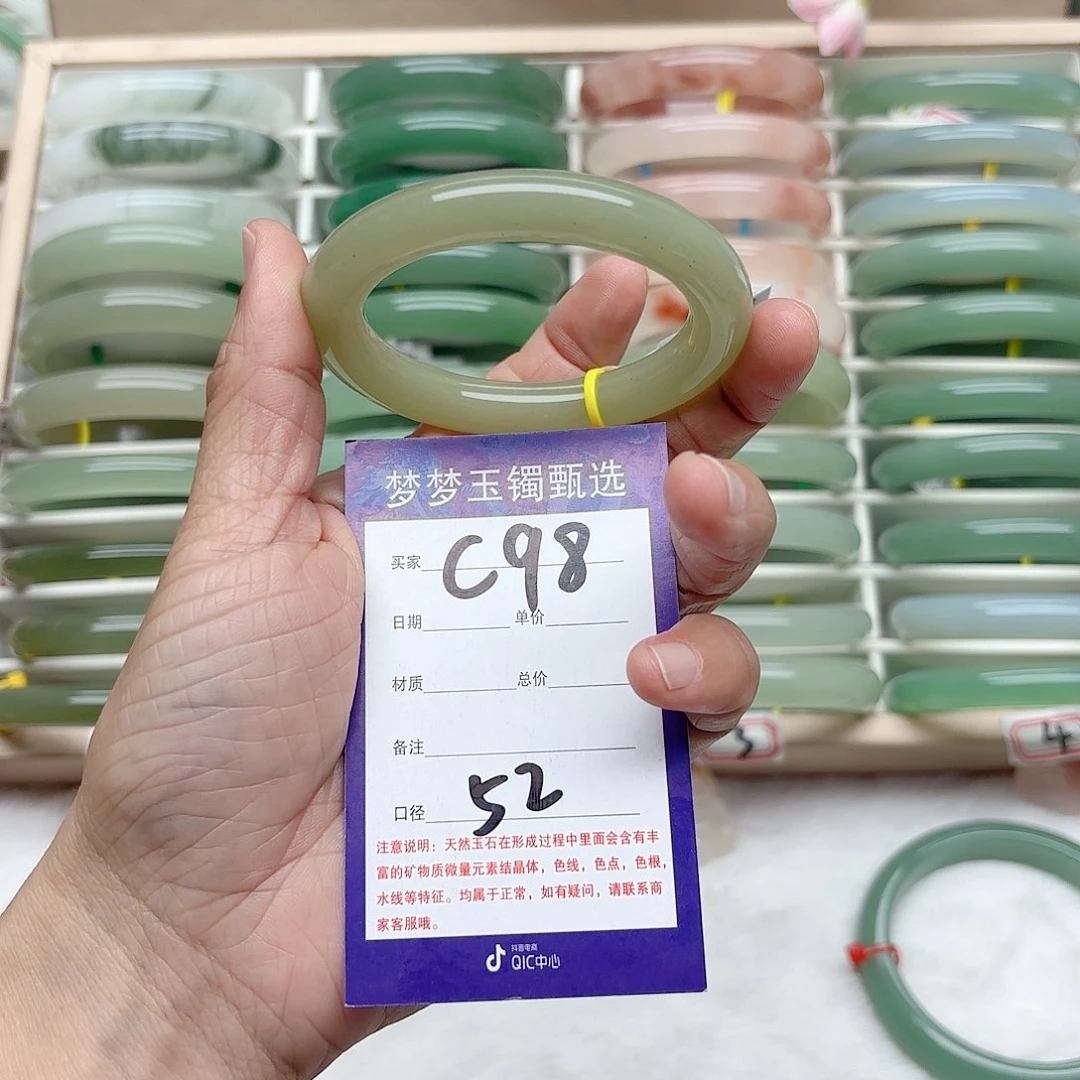 梦梦玉镯甄选
买家 C98
日期 单价
材质 总价
备注
口径 52
注意说明：天然玉石在形成过程中里面会含有丰
富的矿物质微量元素结晶体，色线，色点，色根，
水线等特征。均属于正常，如有疑问，请联系商
家客服哦。
抖音电商
QIC中心
3
4